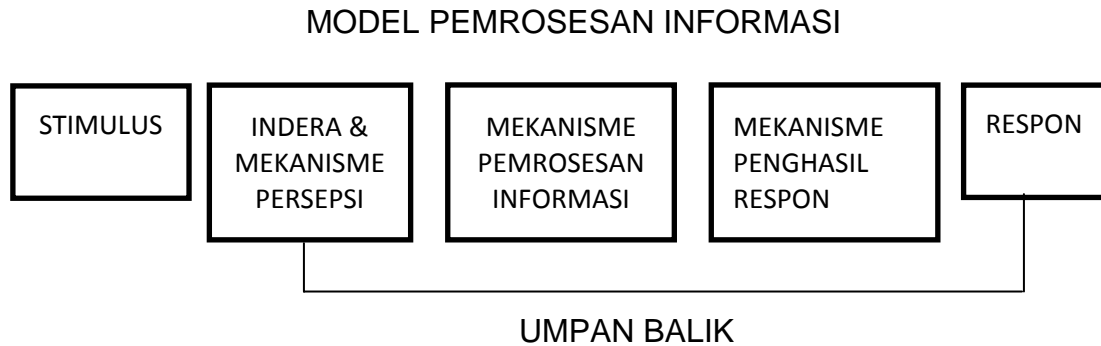 MODEL PEMROSESAN INFORMASI
STIMULUS
INDERA &
MEKANISME
PERSEPSI
MEKANISME
PEMROSESAN
INFORMASI
MEKANISME
PENGHASIL
RESPON
RESPON
UMPAN BALIK